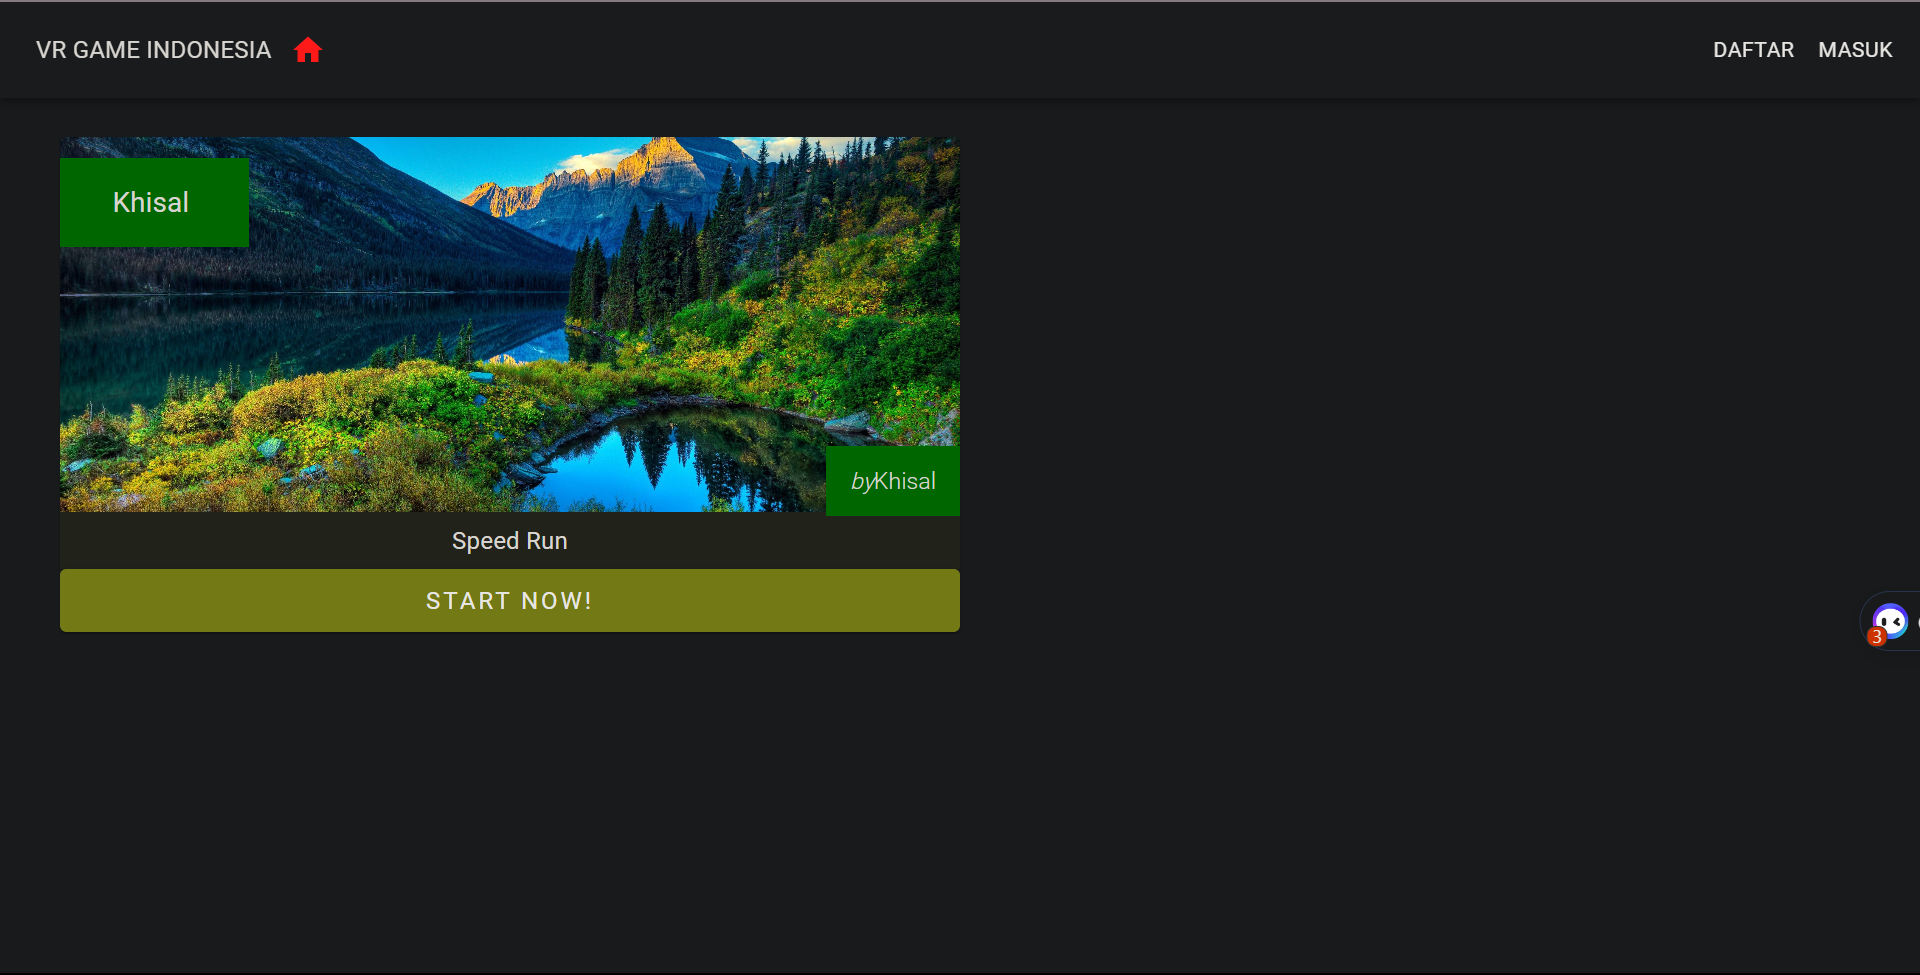 VR GAME INDONESIA
DAFTAR MASUK
Khisal
byKhisal
Speed Run
START NOW!
3